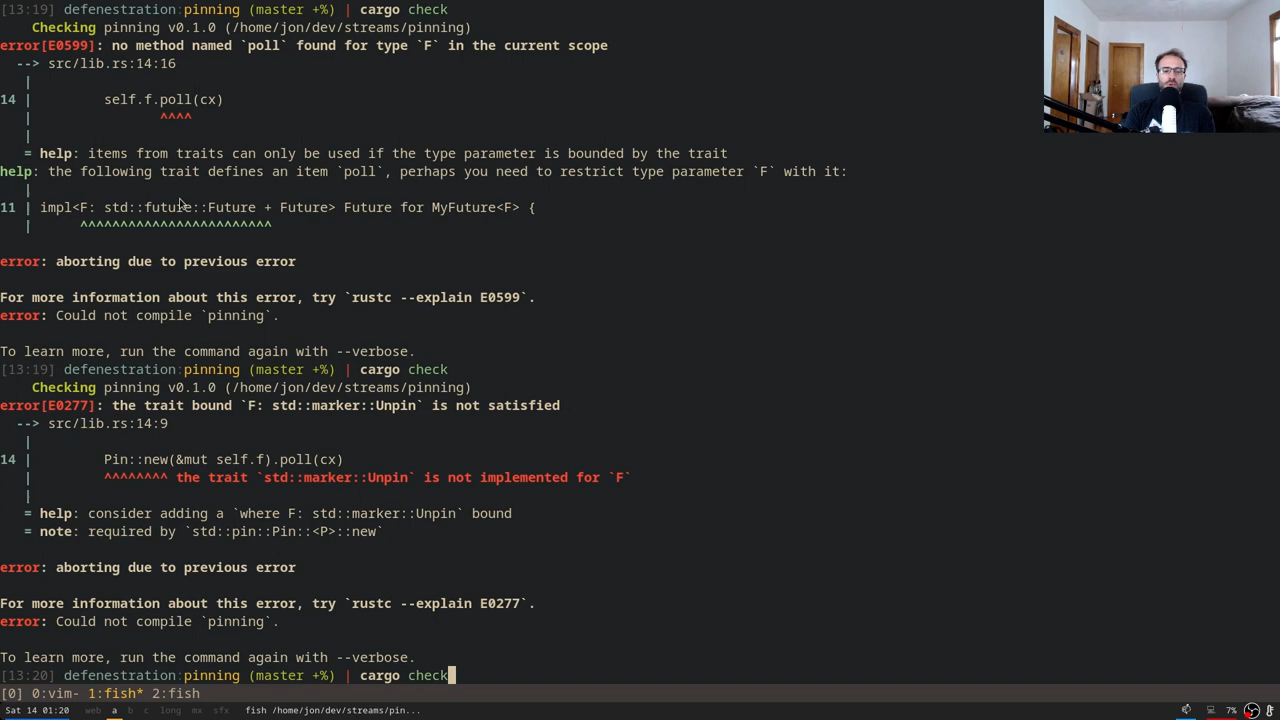 [13:19] defenestration:pinning (master +%) | cargo check
Checking pinning v0.1.0 (/home/jon/dev/streams/pinning)
error[E0599]: no method named `poll` found for type `F` in the current scope
--> src/lib.rs:14:16
|
14 | self.f.poll(cx)
| ^^^^
|
= help: items from traits can only be used if the type parameter is bounded by the trait
help: the following trait defines an item `poll`, perhaps you need to restrict type parameter `F` with it:
|
11 | impl<F: std::future::Future + Future> Future for MyFuture<F> {
| ^^^^^^^^^^^^^^^^^^^^^^^^
error: aborting due to previous error
For more information about this error, try `rustc --explain E0599`.
error: Could not compile `pinning`.
To learn more, run the command again with --verbose.
[13:19] defenestration:pinning (master +%) | cargo check
Checking pinning v0.1.0 (/home/jon/dev/streams/pinning)
error[E0277]: the trait bound `F: std::marker::Unpin` is not satisfied
--> src/lib.rs:14:9
|
14 | Pin::new(&mut self.f).poll(cx)
| ^^^^^^^^ the trait `std::marker::Unpin` is not implemented for `F`
|
= help: consider adding a `where F: std::marker::Unpin` bound
= note: required by `std::pin::Pin::<P>::new`
error: aborting due to previous error
For more information about this error, try `rustc --explain E0277`.
error: Could not compile `pinning`.
To learn more, run the command again with --verbose.
[13:20] defenestration:pinning (master +%) | cargo check
[0] 0:vim- 1:fish* 2:fish
Sat 14 01:20 web a b c long mx sfx fish /home/jon/dev/streams/pin... 7%